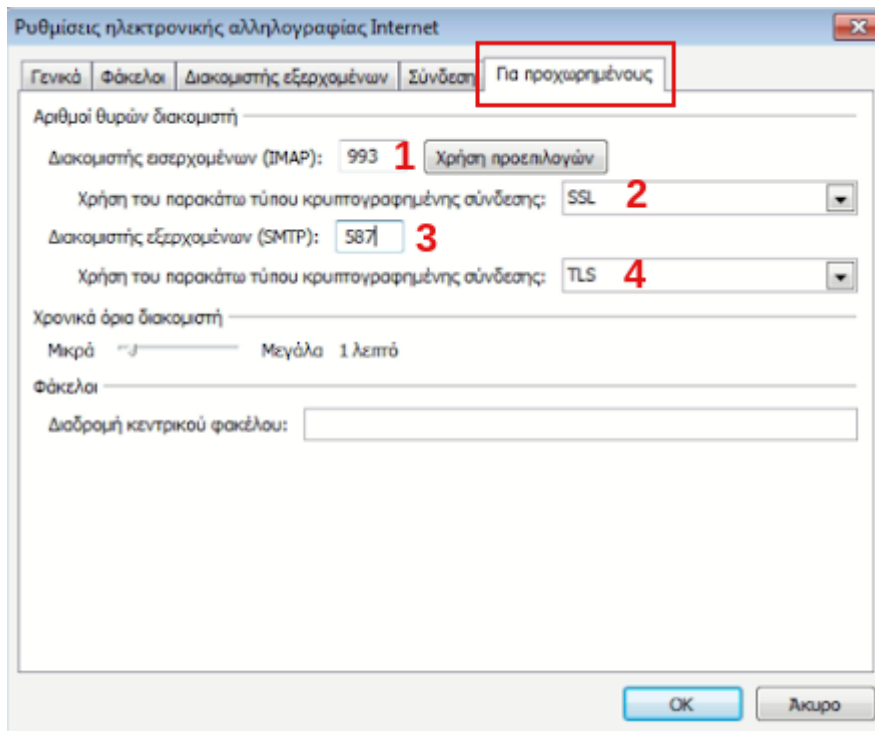 Ρυθμίσεις ηλεκτρονικής αλληλογραφίας Internet
Γενικά Φάκελοι Διακομιστής εξερχομένων Σύνδεση Για προχωρημένους
Αριθμοί θυρών διακομιστή
Διακομιστής εισερχομένων (IMAP): 993 1 Χρήση προεπιλογών
Χρήση του παρακάτω τύπου κρυπτογραφημένης σύνδεσης: SSL 2
Διακομιστής εξερχομένων (SMTP): 587 3
Χρήση του παρακάτω τύπου κρυπτογραφημένης σύνδεσης: TLS 4
Χρονικά όρια διακομιστή
Μικρά Μεγάλα 1 λεπτό
Φάκελοι
Διαδρομή κεντρικού φακέλου:
OK Άκυρο